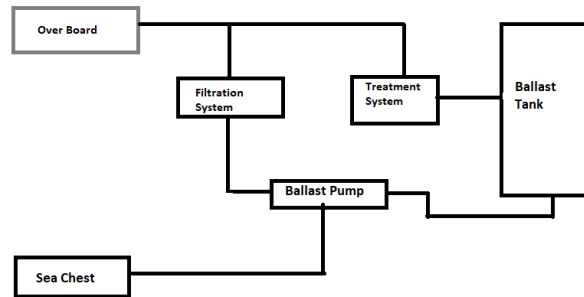 Over Board
Filtration
System
Treatment
System
Ballast
Tank
Ballast Pump
Sea Chest